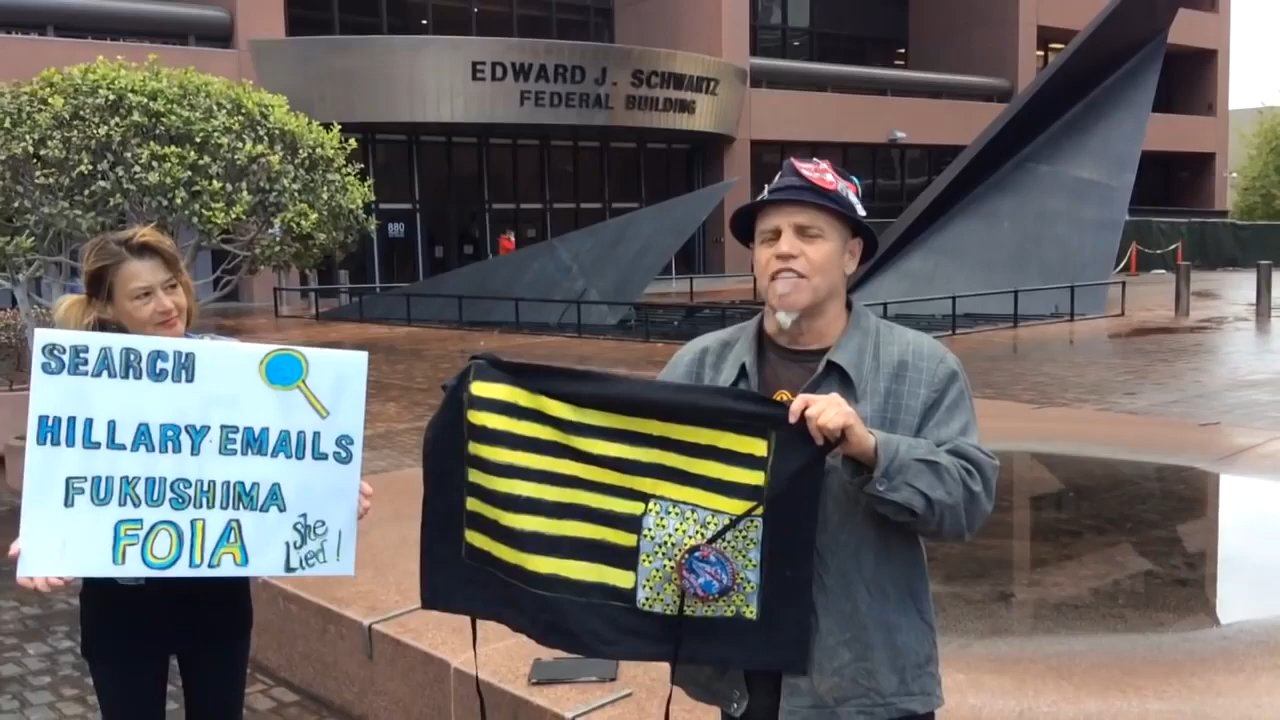 EDWARD J. SCHWARTZ
FEDERAL BUILDING
880
SEARCH
HILLARY EMAILS
FUKUSHIMA
FOIA
She
Lied!